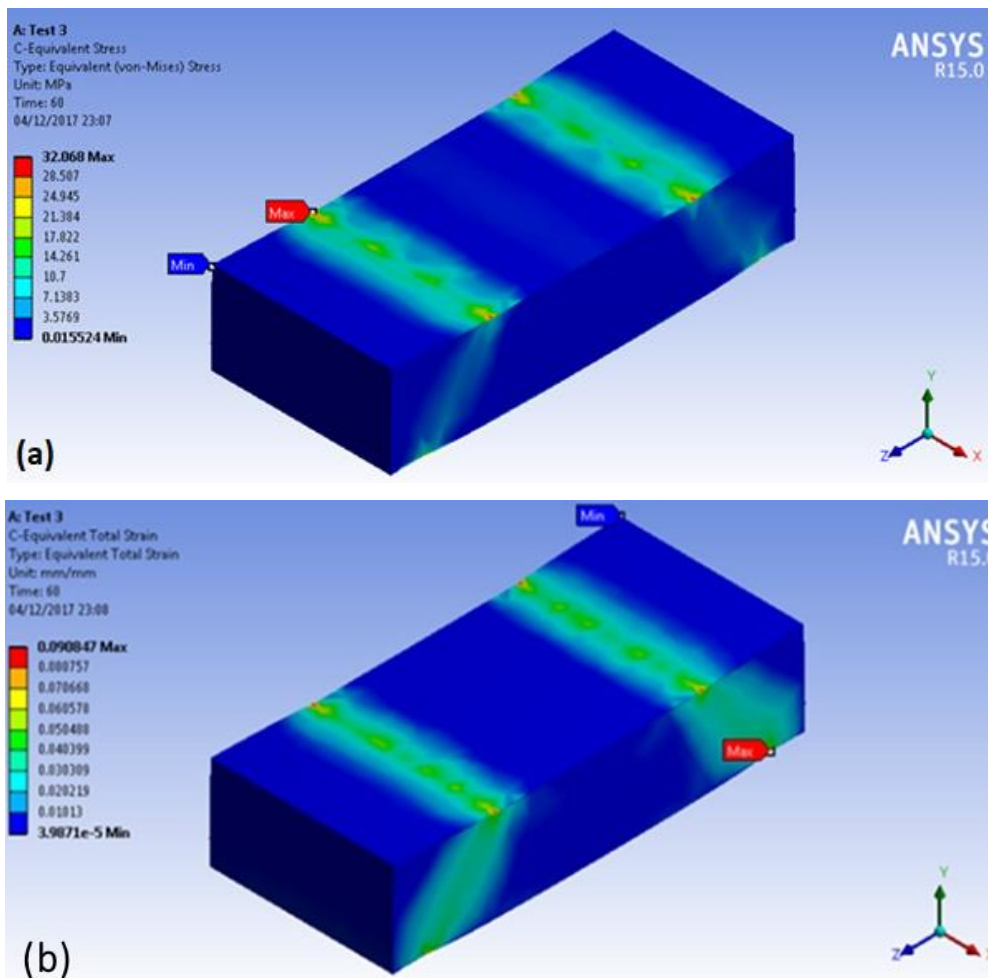 A: Test 3
C-Equivalent Stress
Type: Equivalent (von-Mises) Stress
Unit: MPa
Time: 60
04/12/2017 23:07
ANSYS
R15.0
32.068 Max
28.507
24.945
21.384
17.822
14.261
10.7
7.1383
3.5769
0.015524 Min
Max
Min
Y
Z
X
(a)
A: Test 3
C-Equivalent Total Strain
Type: Equivalent Total Strain
Unit: mm/mm
Time: 60
04/12/2017 23:08
Min
ANSYS
R15.0
0.090847 Max
0.080757
0.070668
0.060578
0.050488
0.040399
0.030309
0.020219
0.01013
3.9871e-5 Min
Max
Y
Z
X
(b)